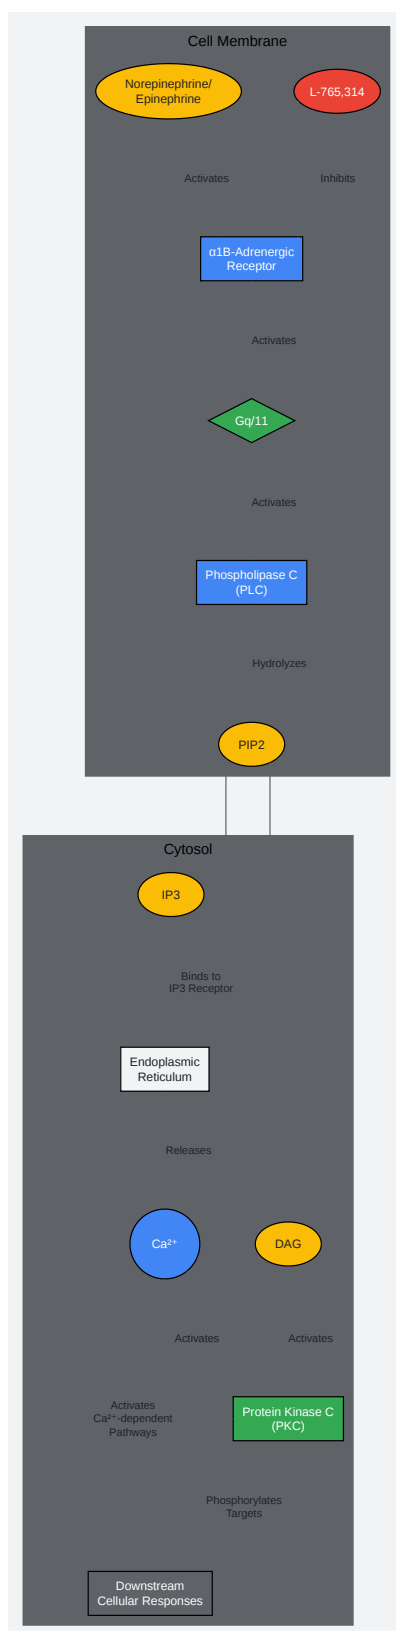 Cell Membrane
Norepinephrine/
Epinephrine
L-765,314
Activates
Inhibits
α1B-Adrenergic
Receptor
Activates
Gq/11
Activates
Phospholipase C
(PLC)
Hydrolyzes
PIP2
Cytosol
IP3
Binds to
IP3 Receptor
Endoplasmic
Reticulum
Releases
Ca²⁺
DAG
Activates
Activates
Activates
Ca²⁺-dependent
Pathways
Protein Kinase C
(PKC)
Phosphorylates
Targets
Downstream
Cellular Responses